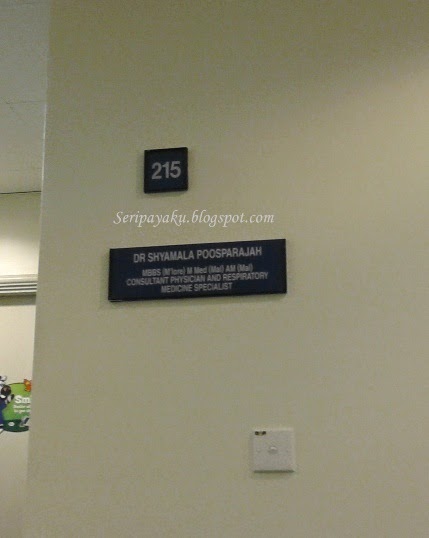 215
Seripayaku.blogspot.com
DR SHYAMALA POOSPARAJAH
MBBS (M'lore) M Med (Mal) AM (Mal)
CONSULTANT PHYSICIAN AND RESPIRATORY
MEDICINE SPECIALIST